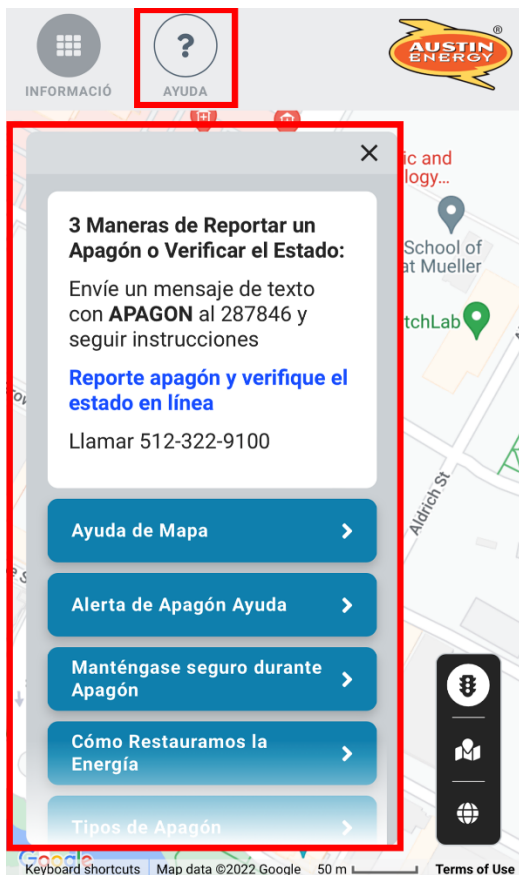 INFORMACIÓ
?
AYUDA
®
AUSTIN
ENERGY
ic and
logy...
School of
at Mueller
tchLab
Aldrich St
×
3 Maneras de Reportar un
Apagón o Verificar el Estado:
Envíe un mensaje de texto
con APAGON al 287846 y
seguir instrucciones
Reporte apagón y verifique el
estado en línea
Llamar 512-322-9100
Ayuda de Mapa
Alerta de Apagón Ayuda
Manténgase seguro durante
Apagón
Cómo Restauramos la
Energía
Tipos de Apagón
Google
Keyboard shortcuts Map data ©2022 Google 50 m Terms of Use